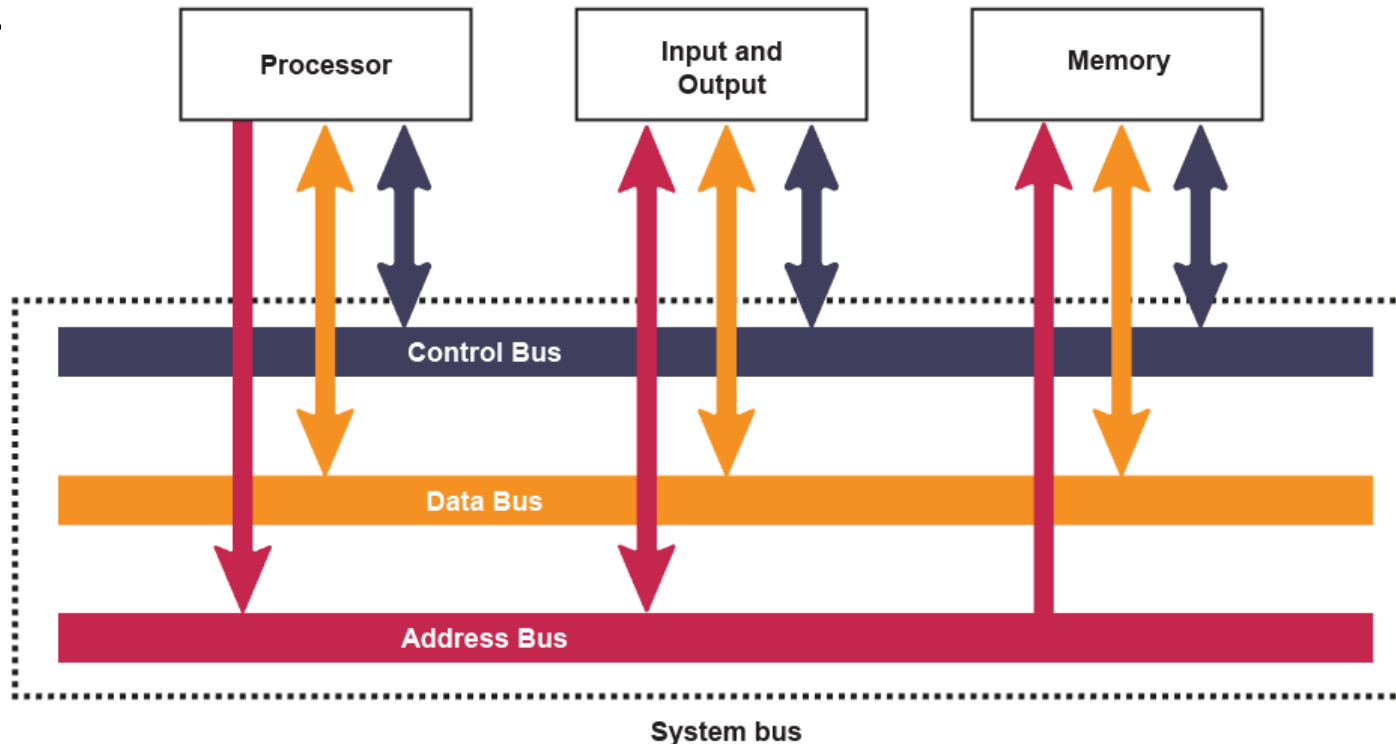 Processor
Input and
Output
Memory
Control Bus
Data Bus
Address Bus
System bus